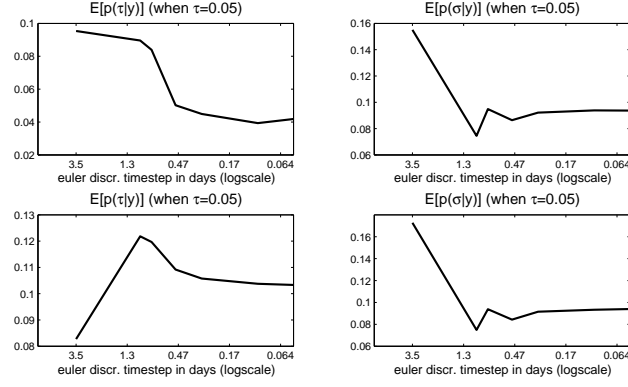 E[p(τ|y)] (when τ=0.05)
0.1
0.08
0.06
0.04
0.02
3.5 1.3 0.47 0.17 0.064
euler discr. timestep in days (logscale)
E[p(σ|y)] (when τ=0.05)
0.16
0.14
0.12
0.1
0.08
0.06
3.5 1.3 0.47 0.17 0.064
euler discr. timestep in days (logscale)
E[p(τ|y)] (when τ=0.05)
0.13
0.12
0.11
0.1
0.09
0.08
3.5 1.3 0.47 0.17 0.064
euler discr. timestep in days (logscale)
E[p(σ|y)] (when τ=0.05)
0.16
0.14
0.12
0.1
0.08
0.06
3.5 1.3 0.47 0.17 0.064
euler discr. timestep in days (logscale)